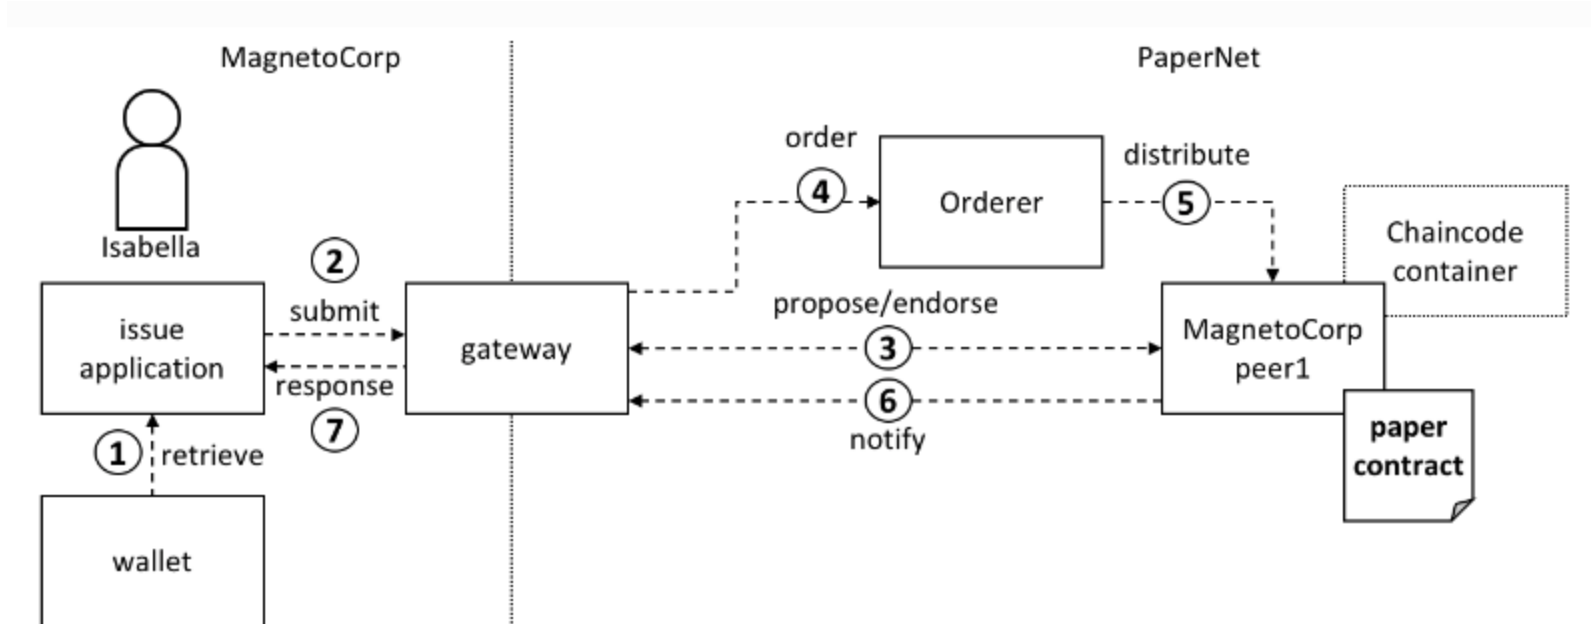 MagnetoCorp
PaperNet
order
4
Orderer
distribute
5
Chaincode
container
Isabella
2
submit
issue
application
gateway
propose/endorse
3
MagnetoCorp
peer1
response
7
6
notify
1
retrieve
paper
contract
wallet